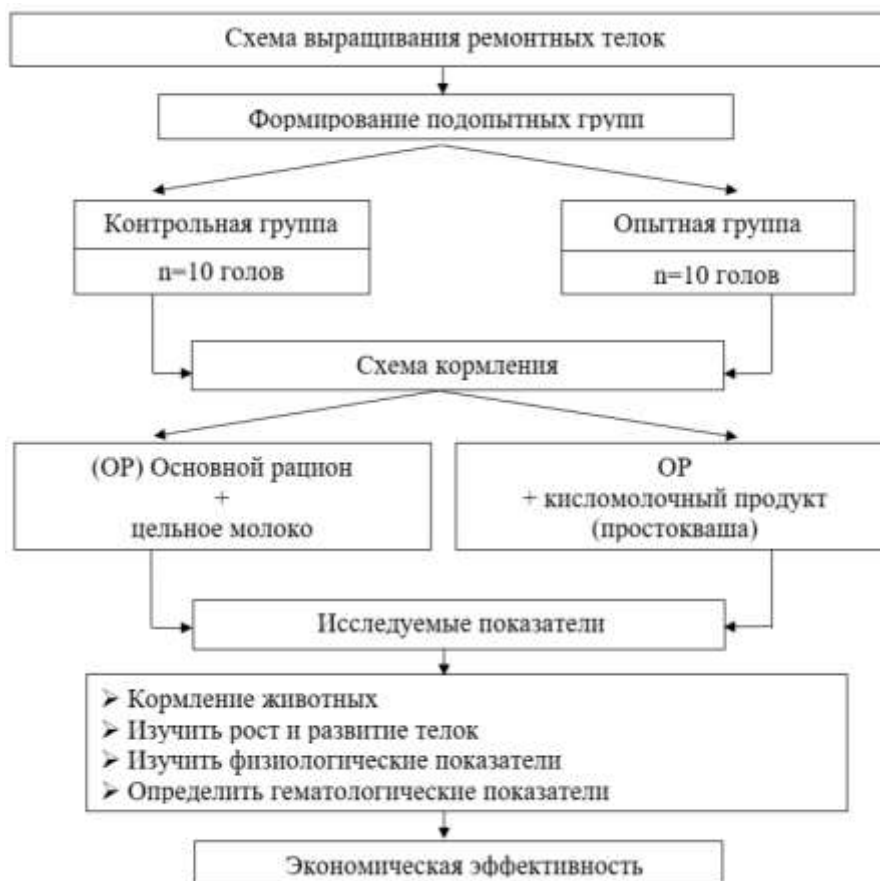 Схема выращивания ремонтных телок
Формирование подопытных групп
Контрольная группа
n=10 голов
Опытная группа
n=10 голов
Схема кормления
(ОР) Основной рацион
+
цельное молоко
ОР
+ кисломолочный продукт
(простокваша)
Исследуемые показатели
➢ Кормление животных
➢ Изучить рост и развитие телок
➢ Изучить физиологические показатели
➢ Определить гематологические показатели
Экономическая эффективность